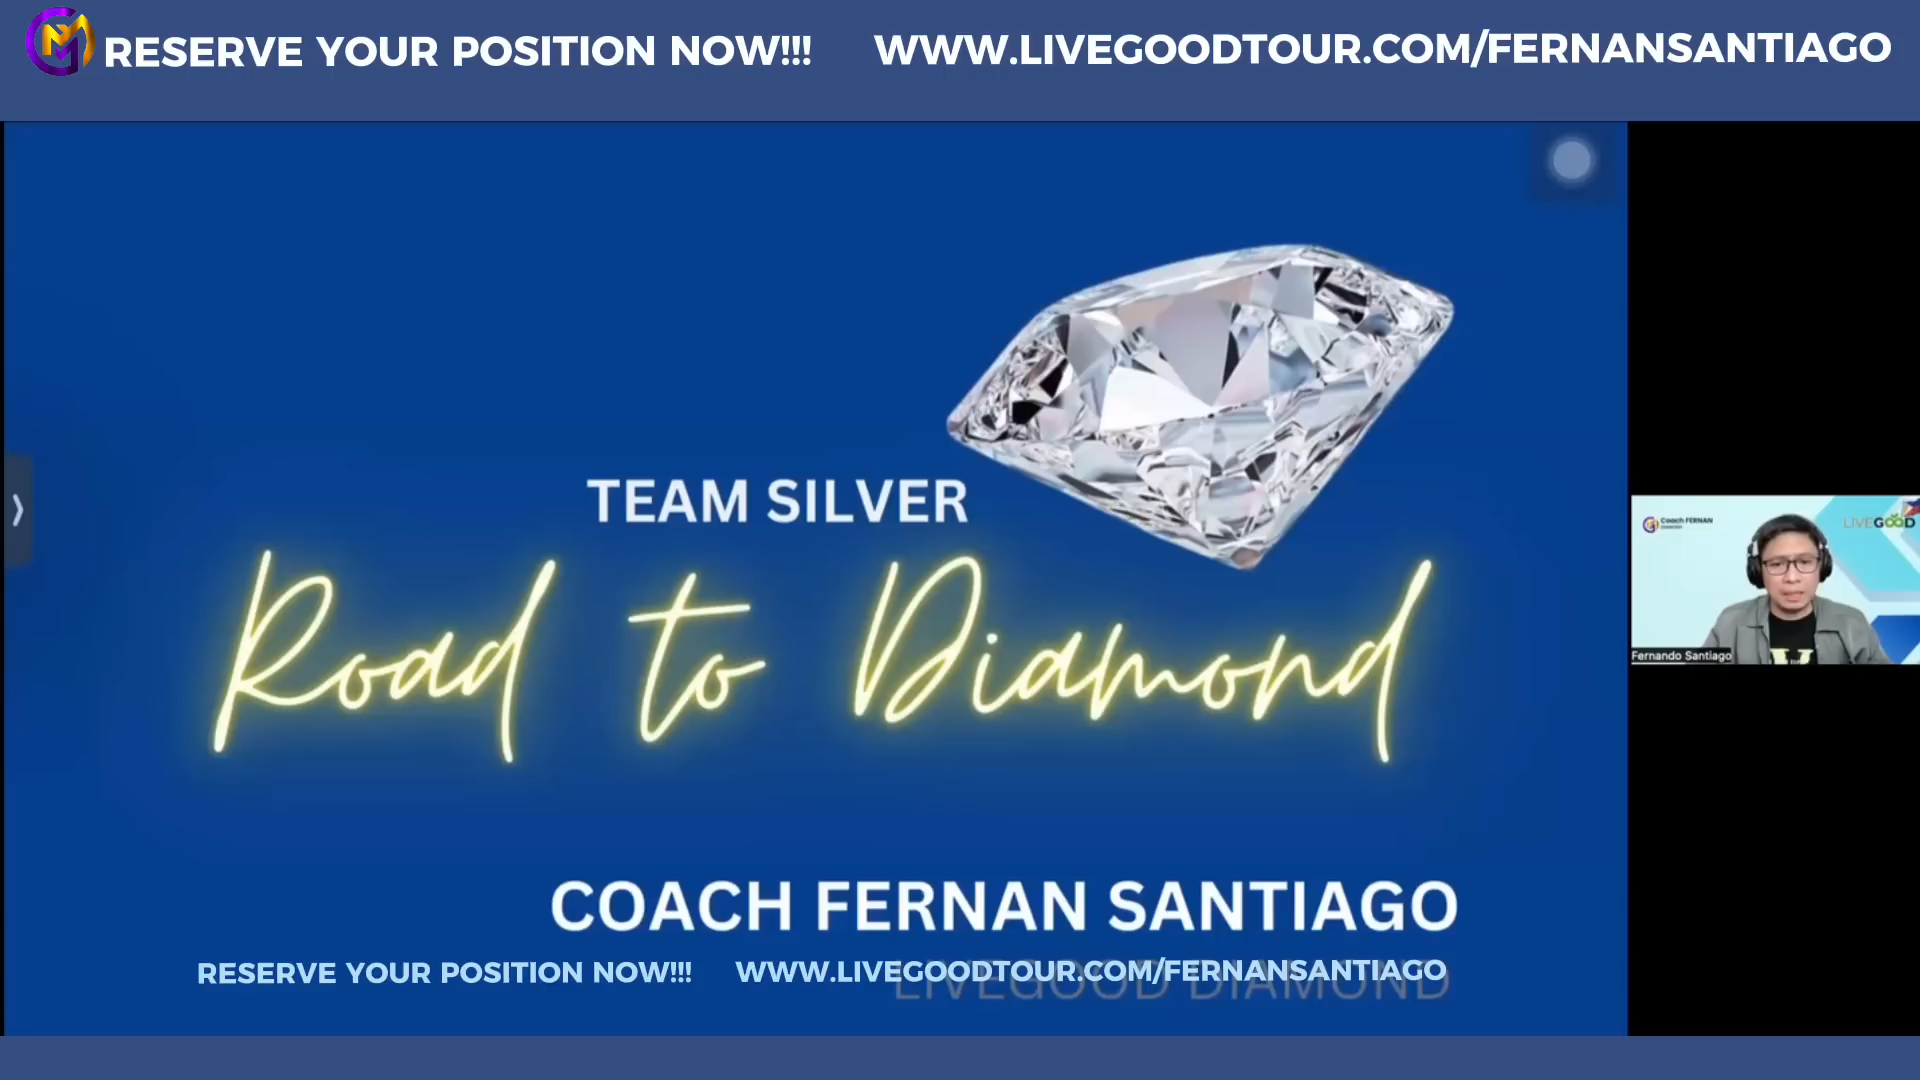 RESERVE YOUR POSITION NOW!!! WWW.LIVEGOODTOUR.COM/FERNANSANTIAGO
TEAM SILVER
Road to Diamond
Coach FERNAN
DIAMOND
LIVEGOOD
Fernando Santiago
COACH FERNAN SANTIAGO
RESERVE YOUR POSITION NOW!!! WWW.LIVEGOODTOUR.COM/FERNANSANTIAGO
LIVEGOOD DIAMOND